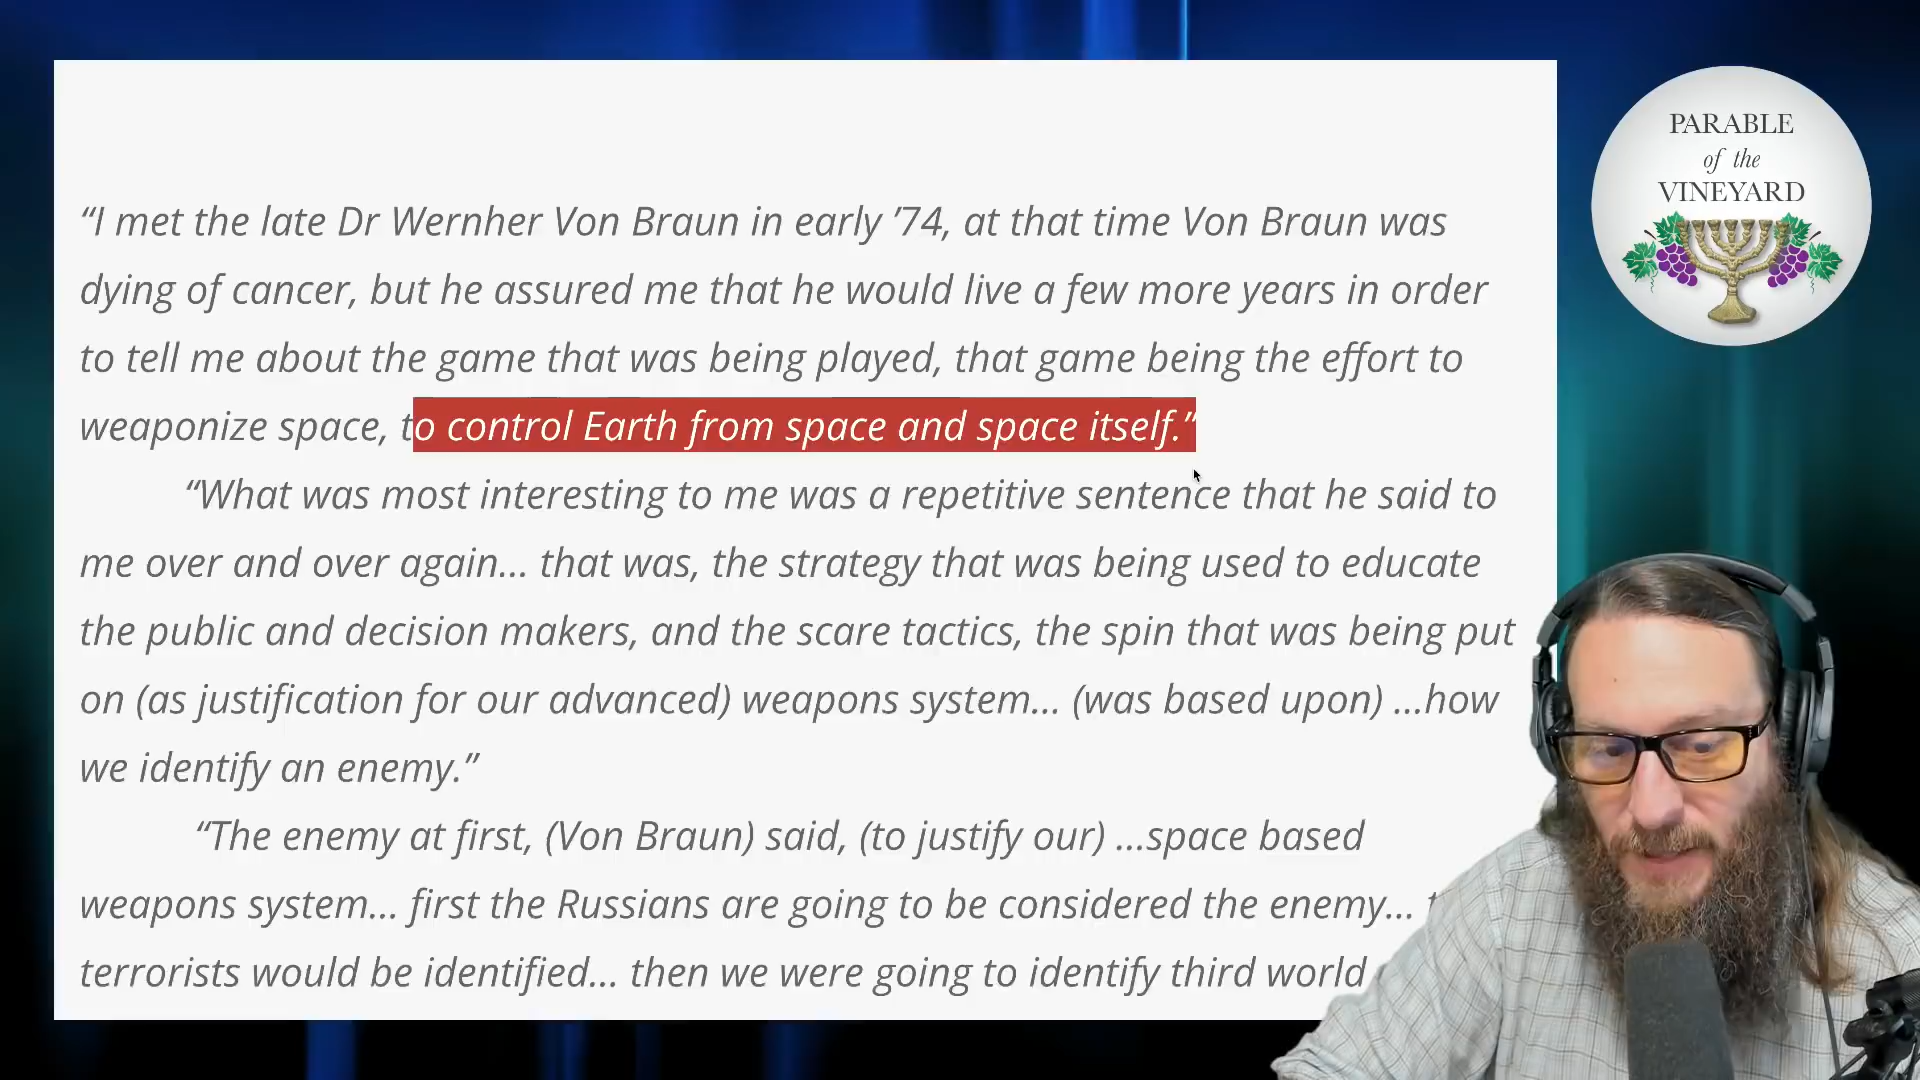 “I met the late Dr Wernher Von Braun in early ’74, at that time Von Braun was
dying of cancer, but he assured me that he would live a few more years in order
to tell me about the game that was being played, that game being the effort to
weaponize space, to control Earth from space and space itself.”
“What was most interesting to me was a repetitive sentence that he said to
me over and over again... that was, the strategy that was being used to educate
the public and decision makers, and the scare tactics, the spin that was being put
on (as justification for our advanced) weapons system... (was based upon) ...how
we identify an enemy.”
“The enemy at first, (Von Braun) said, (to justify our) ...space based
weapons system... first the Russians are going to be considered the enemy...
terrorists would be identified... then we were going to identify third world
PARABLE
of the
VINEYARD